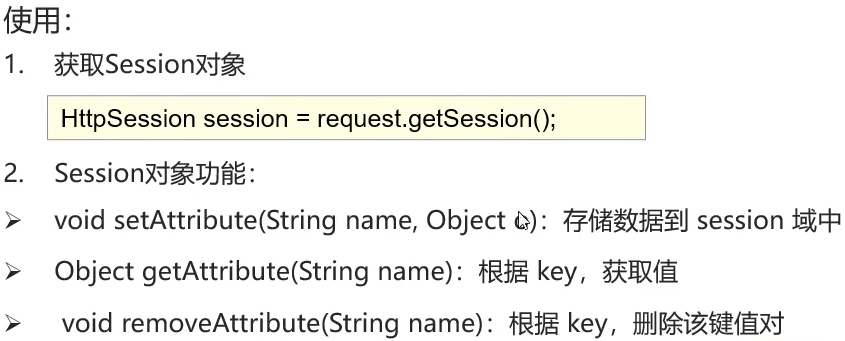 使用：
1. 获取Session对象
HttpSession session = request.getSession();
2. Session对象功能：
➢ void setAttribute(String name, Object o)：存储数据到 session 域中
➢ Object getAttribute(String name)：根据 key，获取值
➢ void removeAttribute(String name)：根据 key，删除该键值对